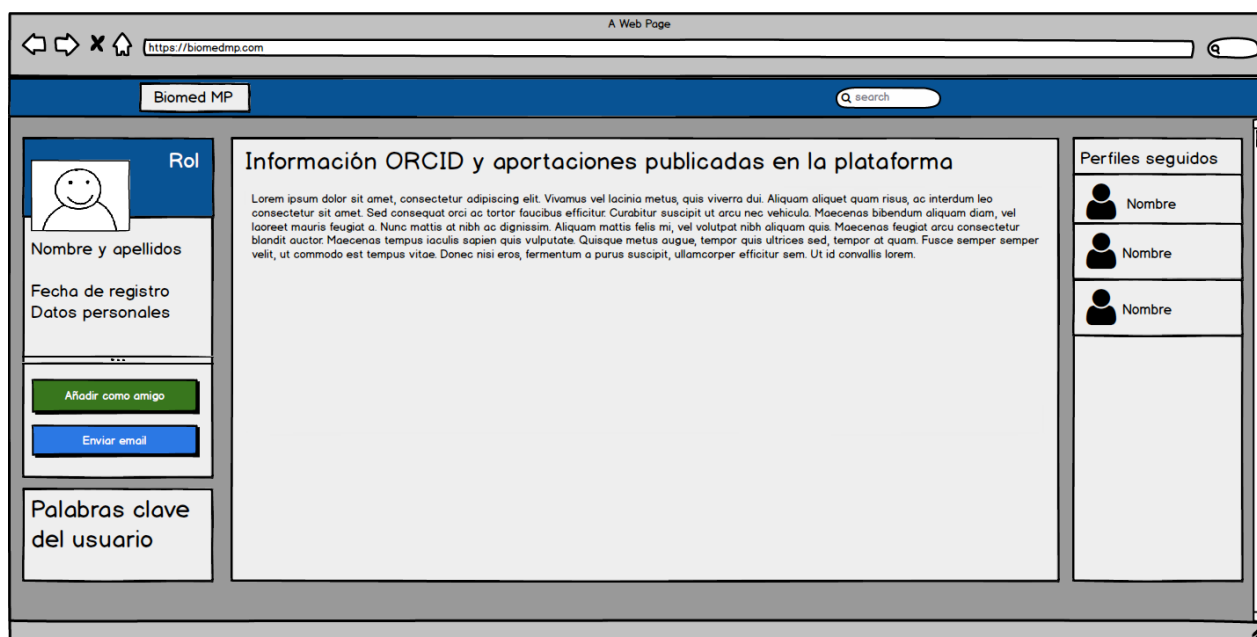 A Web Page
https://biomedmp.com
Biomed MP
search
Rol
Nombre y apellidos
Fecha de registro
Datos personales
Añadir como amigo
Enviar email
Palabras clave
del usuario
Información ORCID y aportaciones publicadas en la plataforma
Lorem ipsum dolor sit amet, consectetur adipiscing elit. Vivamus vel lacinia metus, quis viverra dui. Aliquam aliquet quam risus, ac interdum leo
consectetur sit amet. Sed consequat orci ac tortor faucibus efficitur. Curabitur suscipit ut arcu nec vehicula. Maecenas bibendum aliquam diam, vel
laoreet mauris feugiat a. Nunc mattis at nibh ac dignissim. Aliquam mattis felis mi, vel volutpat nibh aliquam quis. Maecenas feugiat arcu consectetur
blandit auctor. Maecenas tempus iaculis sapien quis vulputate. Quisque metus augue, tempor quis ultrices sed, tempor at quam. Fusce semper semper
velit, ut commodo est tempus vitae. Donec nisi eros, fermentum a purus suscipit, ullamcorper efficitur sem. Ut id convallis lorem.
Perfiles seguidos
Nombre
Nombre
Nombre